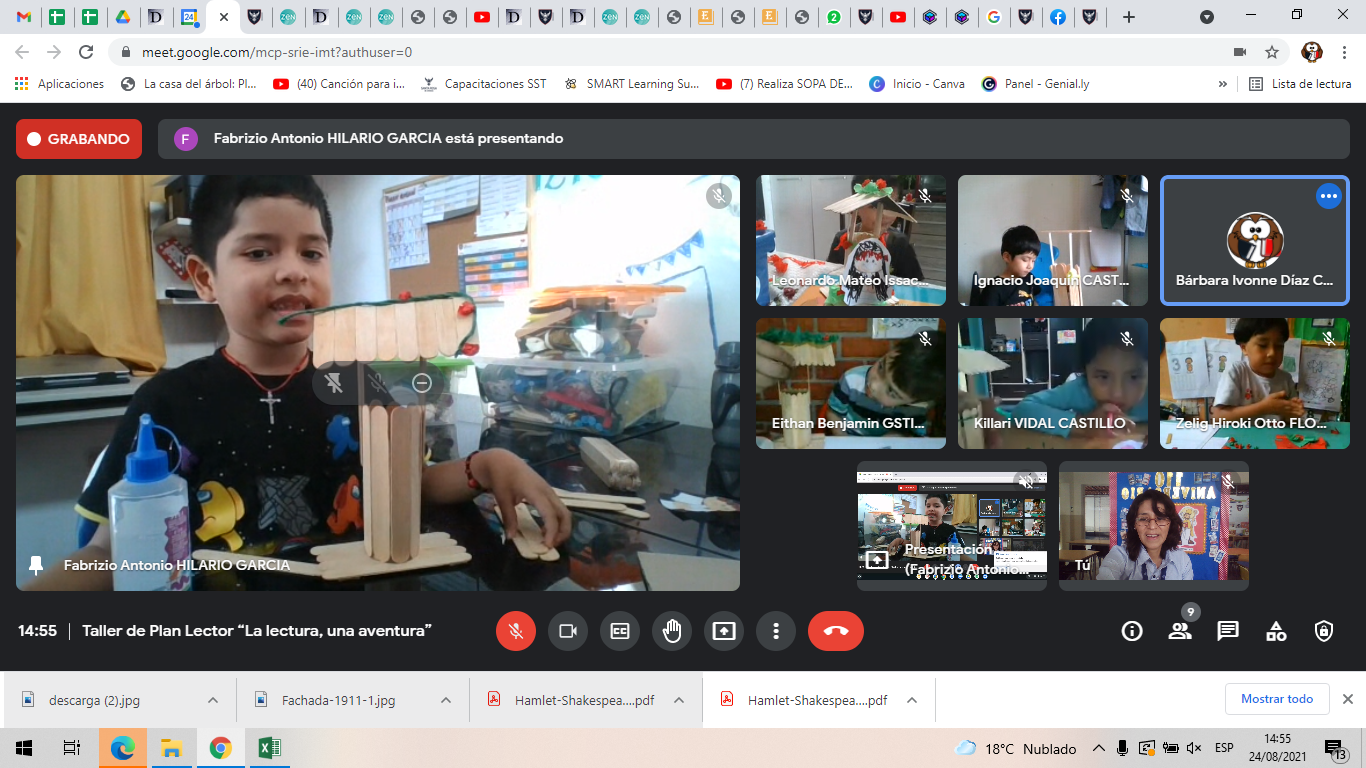 meet.google.com/mcp-srie-imt?authuser=0
Aplicaciones
La casa del árbol: Pl...
(40) Canción para i...
Capacitaciones SST
SMART Learning Su...
(7) Realiza SOPA DE...
Inicio - Canva
Panel - Genial.ly
»
Lista de lectura
GRABANDO
F
Fabrizio Antonio HILARIO GARCIA está presentando
Leonardo Mateo Issac...
Ignacio Joaquín CAST...
Bárbara Ivonne Díaz C...
Eithan Benjamin GSTI...
Killari VIDAL CASTILLO
Zelig Hiroki Otto FLO...
Fabrizio Antonio HILARIO GARCIA
Presentación
(Fabrizio Antonio...
Tú
14:55 | Taller de Plan Lector “La lectura, una aventura”
9
descarga (2).jpg
Fachada-1911-1.jpg
Hamlet-Shakespea....pdf
Hamlet-Shakespea....pdf
Mostrar todo
18°C Nublado
ESP
14:55
24/08/2021
13